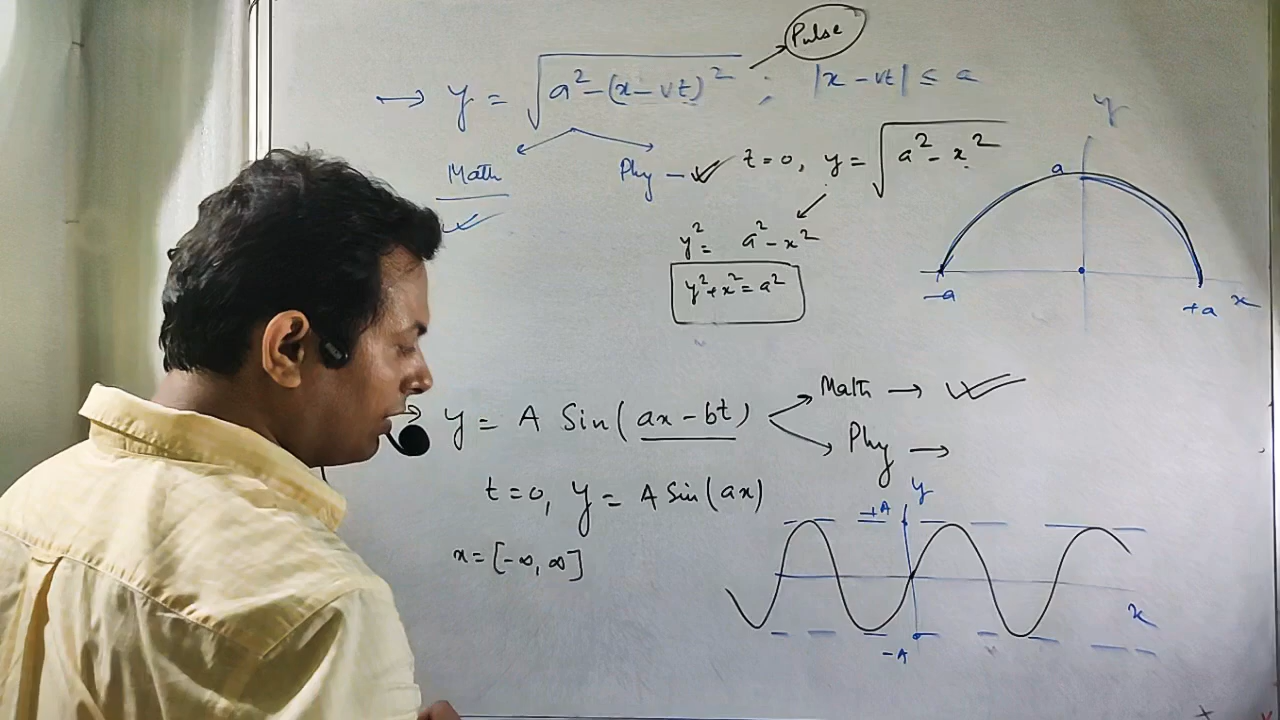 Pulse
→ y = √(a² - (x - vt)²) ; |x - vt| ≤ a
Math
Phy - ✓ t = 0, y = √(a² - x²)
y² = a² - x²
y² + x² = a²
y
a
-a
+a x
→ y = A Sin(ax - bt)
Math →
Phy →
t = 0, y = A Sin(ax)
x = [-∞, ∞]
y
+A
x
-A